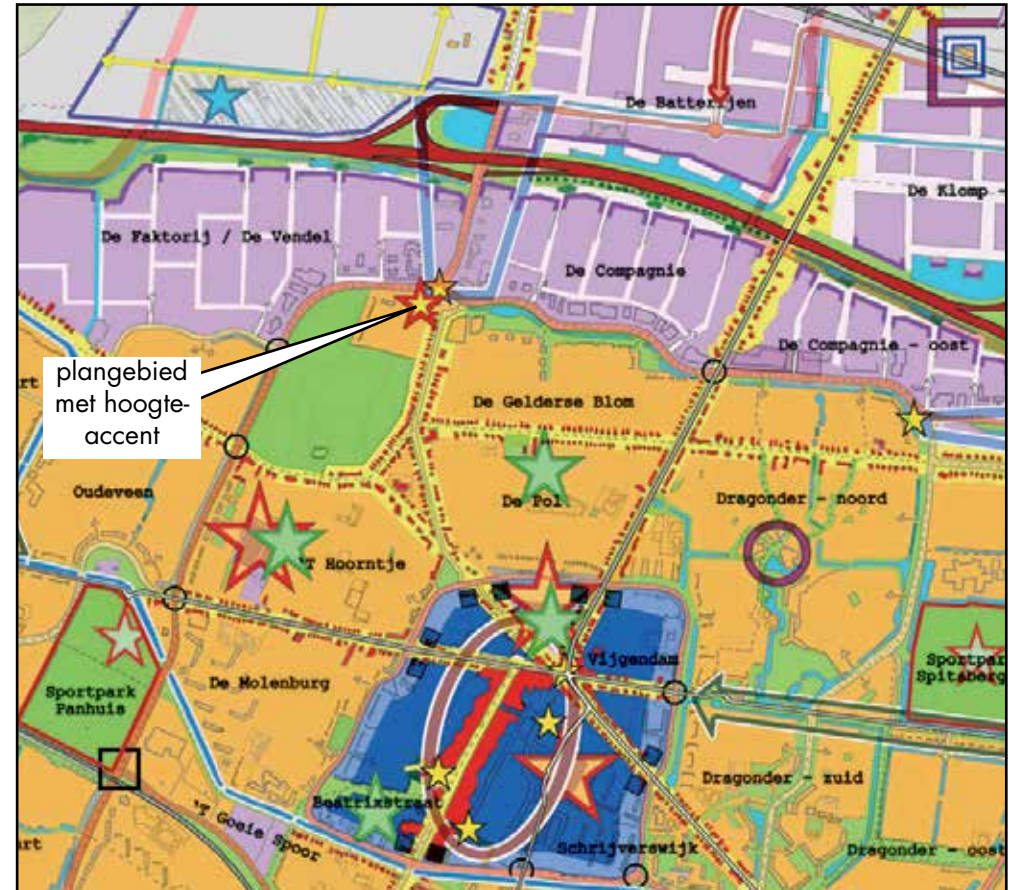 De Batterijen
De Klomp -
De Faktorij / De Vendel
De Compagnie
De Compagnie - oost
plangebied
met hoogte-
accent
De Gelderse Blom
Oudeveen
De Pol
Dragonder - noord
'T Hoorntje
Vijgendam
Sportpark
Panhuis
De Molenburg
Sportpar
Spitsberg
Dragonder - zuid
Beatrixstraat
'T Goeie Spoor
Schrijverswijk
Dragonder - oost
art